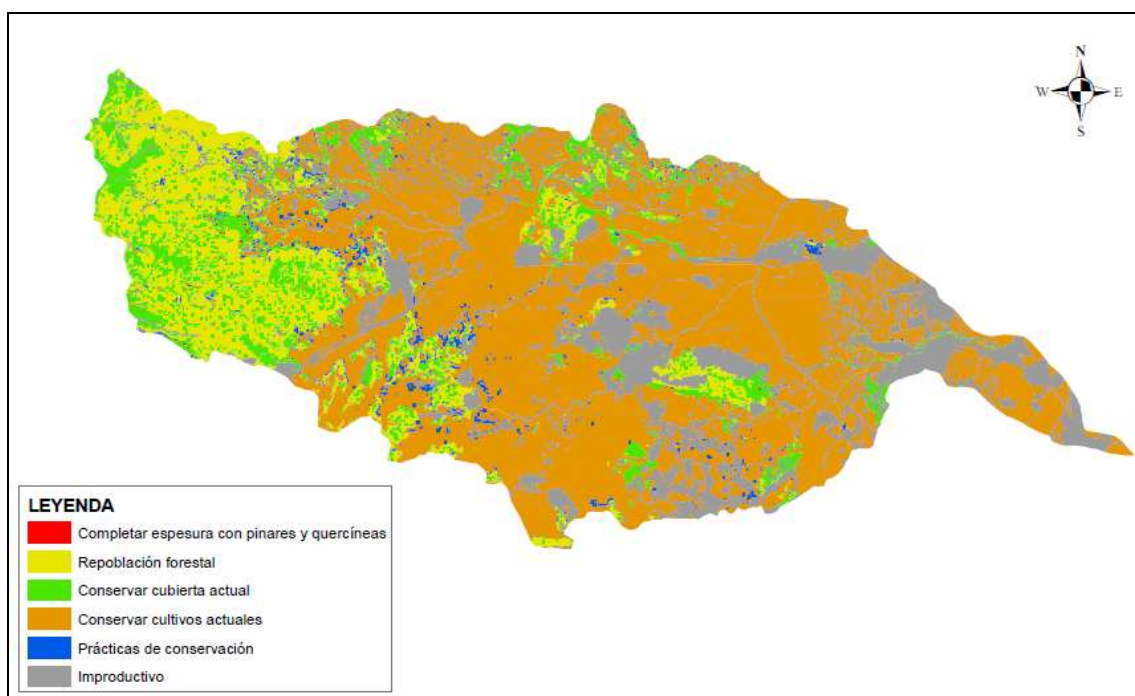 N
W E
S
LEYENDA
Completar espesura con pinares y quercíneas
Repoblación forestal
Conservar cubierta actual
Conservar cultivos actuales
Prácticas de conservación
Improductivo